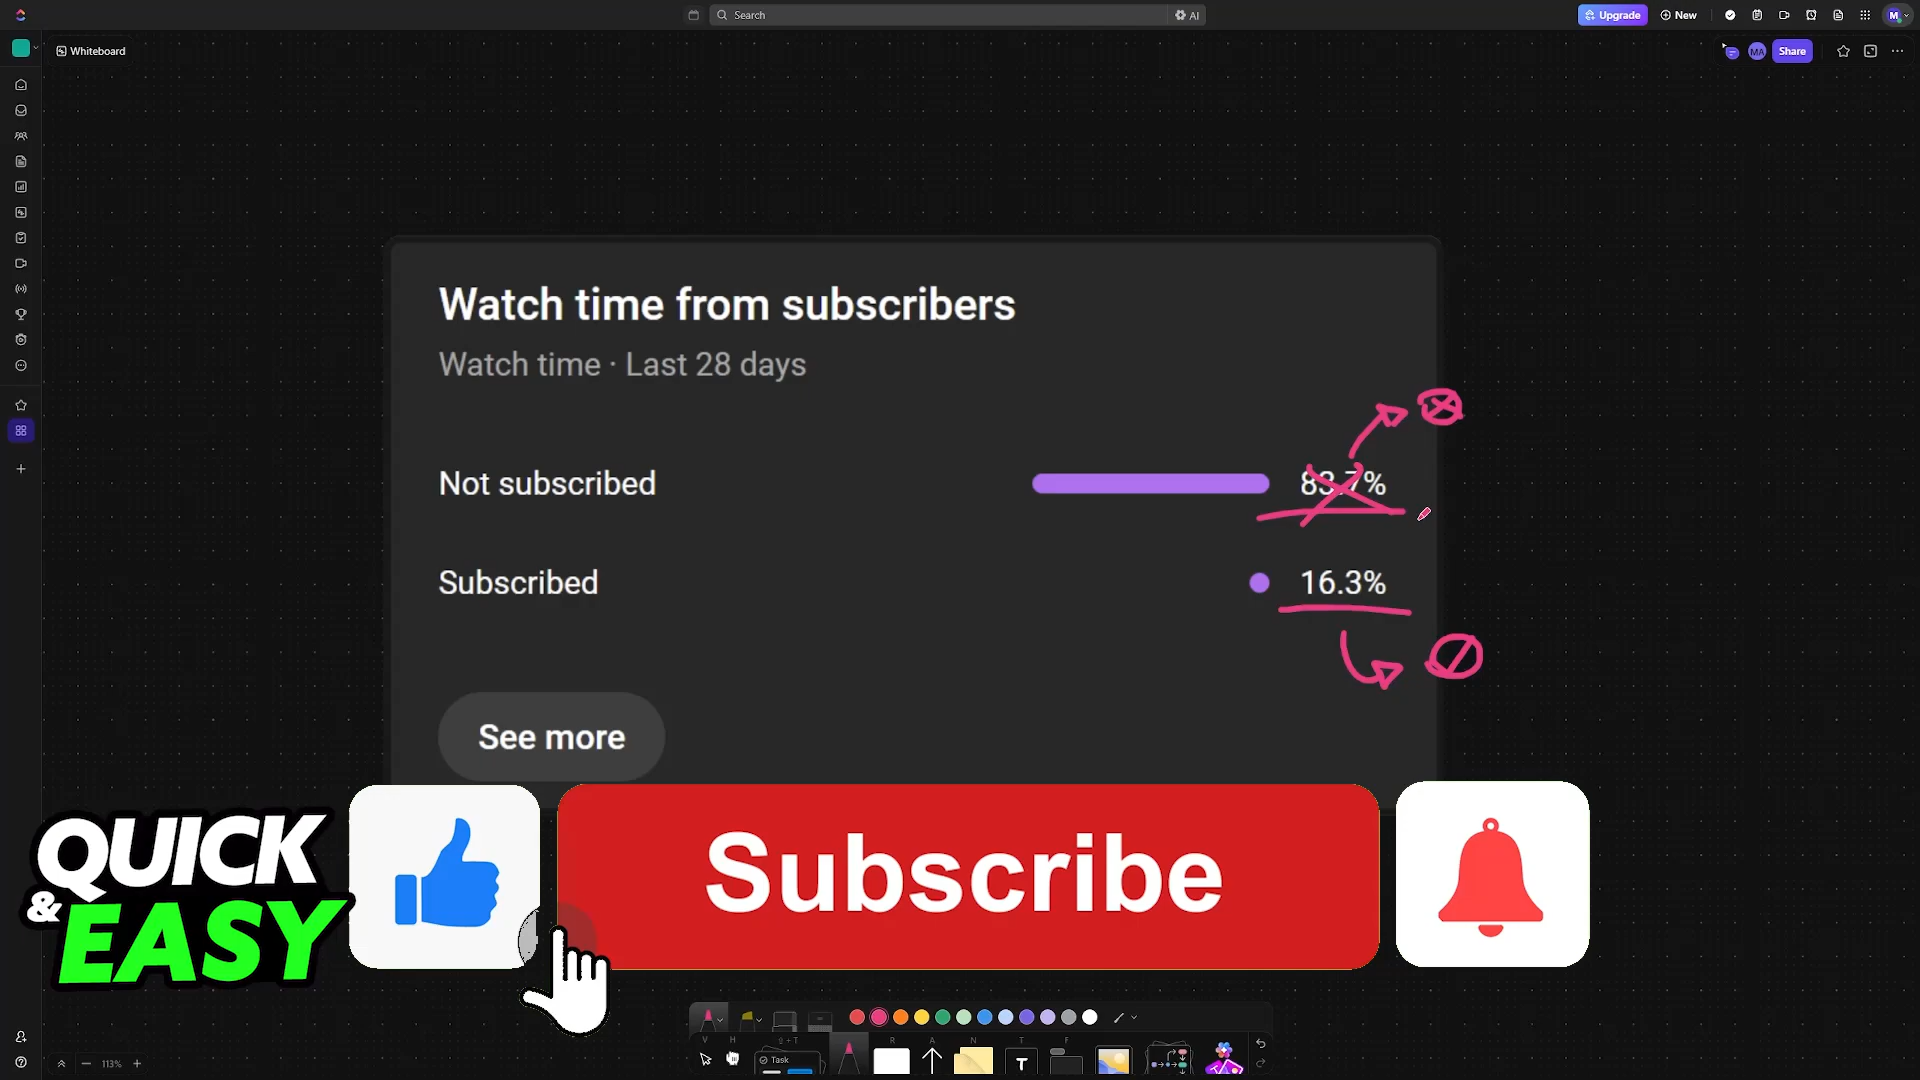 Search
AI
Upgrade
New
M
Whiteboard
MA
Share
Watch time from subscribers
Watch time · Last 28 days
Not subscribed
83.7%
Subscribed
16.3%
See more
QUICK
& EASY
Subscribe
V
H
⇧ + T
R
A
N
T
F
Task
T
113%